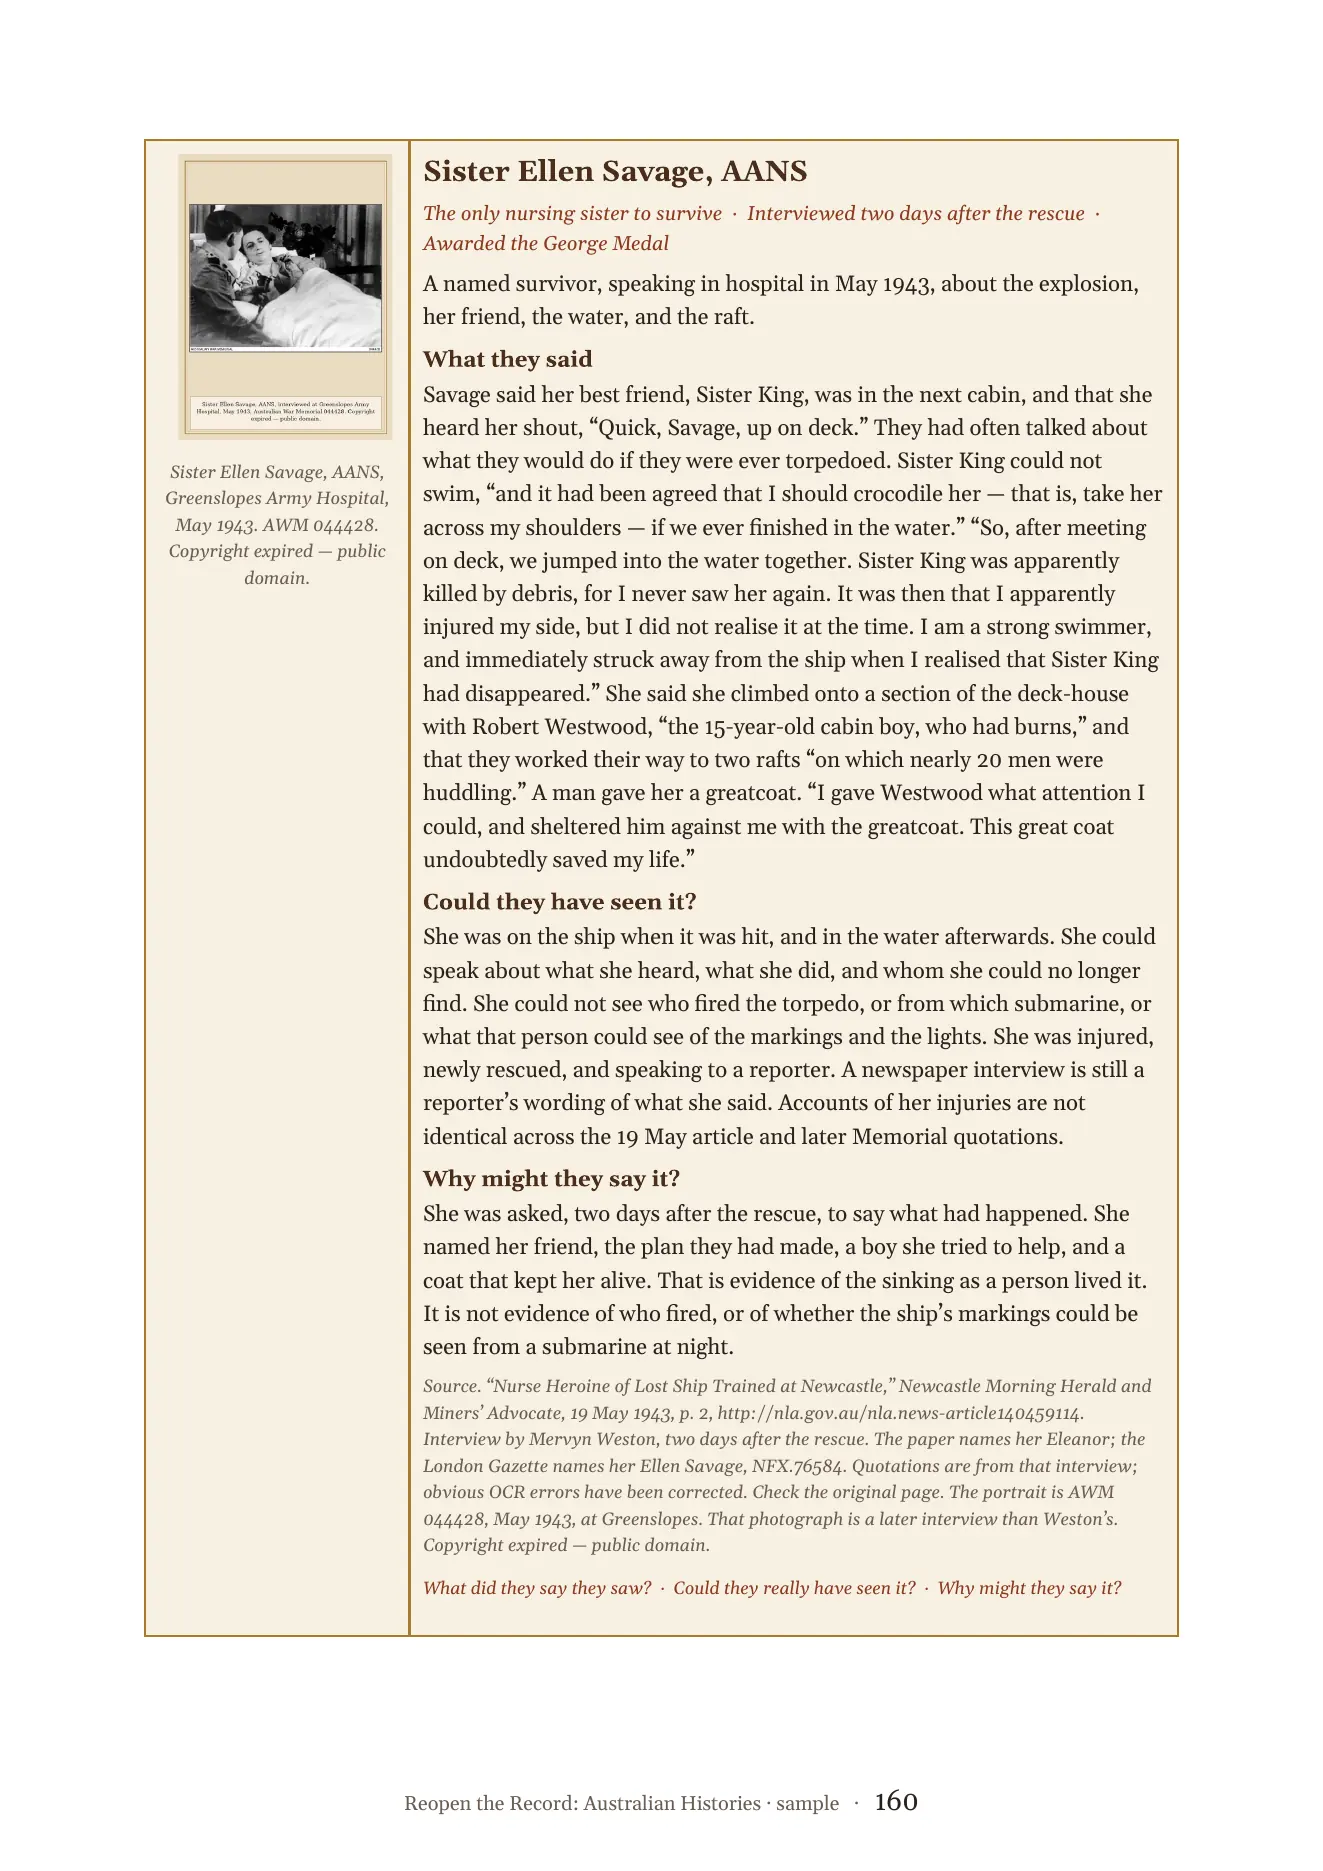 AUSTRALIAN WAR MEMORIAL
044428
Sister Ellen Savage, AANS, interviewed at Greenslopes Army
Hospital, May 1943. Australian War Memorial 044428. Copyright
expired — public domain.
Sister Ellen Savage, AANS,
Greenslopes Army Hospital,
May 1943. AWM 044428.
Copyright expired — public
domain.
Sister Ellen Savage, AANS
The only nursing sister to survive · Interviewed two days after the rescue ·
Awarded the George Medal
A named survivor, speaking in hospital in May 1943, about the explosion,
her friend, the water, and the raft.
What they said
Savage said her best friend, Sister King, was in the next cabin, and that she
heard her shout, “Quick, Savage, up on deck.” They had often talked about
what they would do if they were ever torpedoed. Sister King could not
swim, “and it had been agreed that I should crocodile her — that is, take her
across my shoulders — if we ever finished in the water.” “So, after meeting
on deck, we jumped into the water together. Sister King was apparently
killed by debris, for I never saw her again. It was then that I apparently
injured my side, but I did not realise it at the time. I am a strong swimmer,
and immediately struck away from the ship when I realised that Sister King
had disappeared.” She said she climbed onto a section of the deck-house
with Robert Westwood, “the 15-year-old cabin boy, who had burns,” and
that they worked their way to two rafts “on which nearly 20 men were
huddling.” A man gave her a greatcoat. “I gave Westwood what attention I
could, and sheltered him against me with the greatcoat. This great coat
undoubtedly saved my life.”
Could they have seen it?
She was on the ship when it was hit, and in the water afterwards. She could
speak about what she heard, what she did, and whom she could no longer
find. She could not see who fired the torpedo, or from which submarine, or
what that person could see of the markings and the lights. She was injured,
newly rescued, and speaking to a reporter. A newspaper interview is still a
reporter’s wording of what she said. Accounts of her injuries are not
identical across the 19 May article and later Memorial quotations.
Why might they say it?
She was asked, two days after the rescue, to say what had happened. She
named her friend, the plan they had made, a boy she tried to help, and a
coat that kept her alive. That is evidence of the sinking as a person lived it.
It is not evidence of who fired, or of whether the ship’s markings could be
seen from a submarine at night.
Source. “Nurse Heroine of Lost Ship Trained at Newcastle,” Newcastle Morning Herald and
Miners’ Advocate, 19 May 1943, p. 2, http://nla.gov.au/nla.news-article140459114.
Interview by Mervyn Weston, two days after the rescue. The paper names her Eleanor; the
London Gazette names her Ellen Savage, NFX.76584. Quotations are from that interview;
obvious OCR errors have been corrected. Check the original page. The portrait is AWM
044428, May 1943, at Greenslopes. That photograph is a later interview than Weston’s.
Copyright expired — public domain.
What did they say they saw? · Could they really have seen it? · Why might they say it?
Reopen the Record: Australian Histories · sample · 160